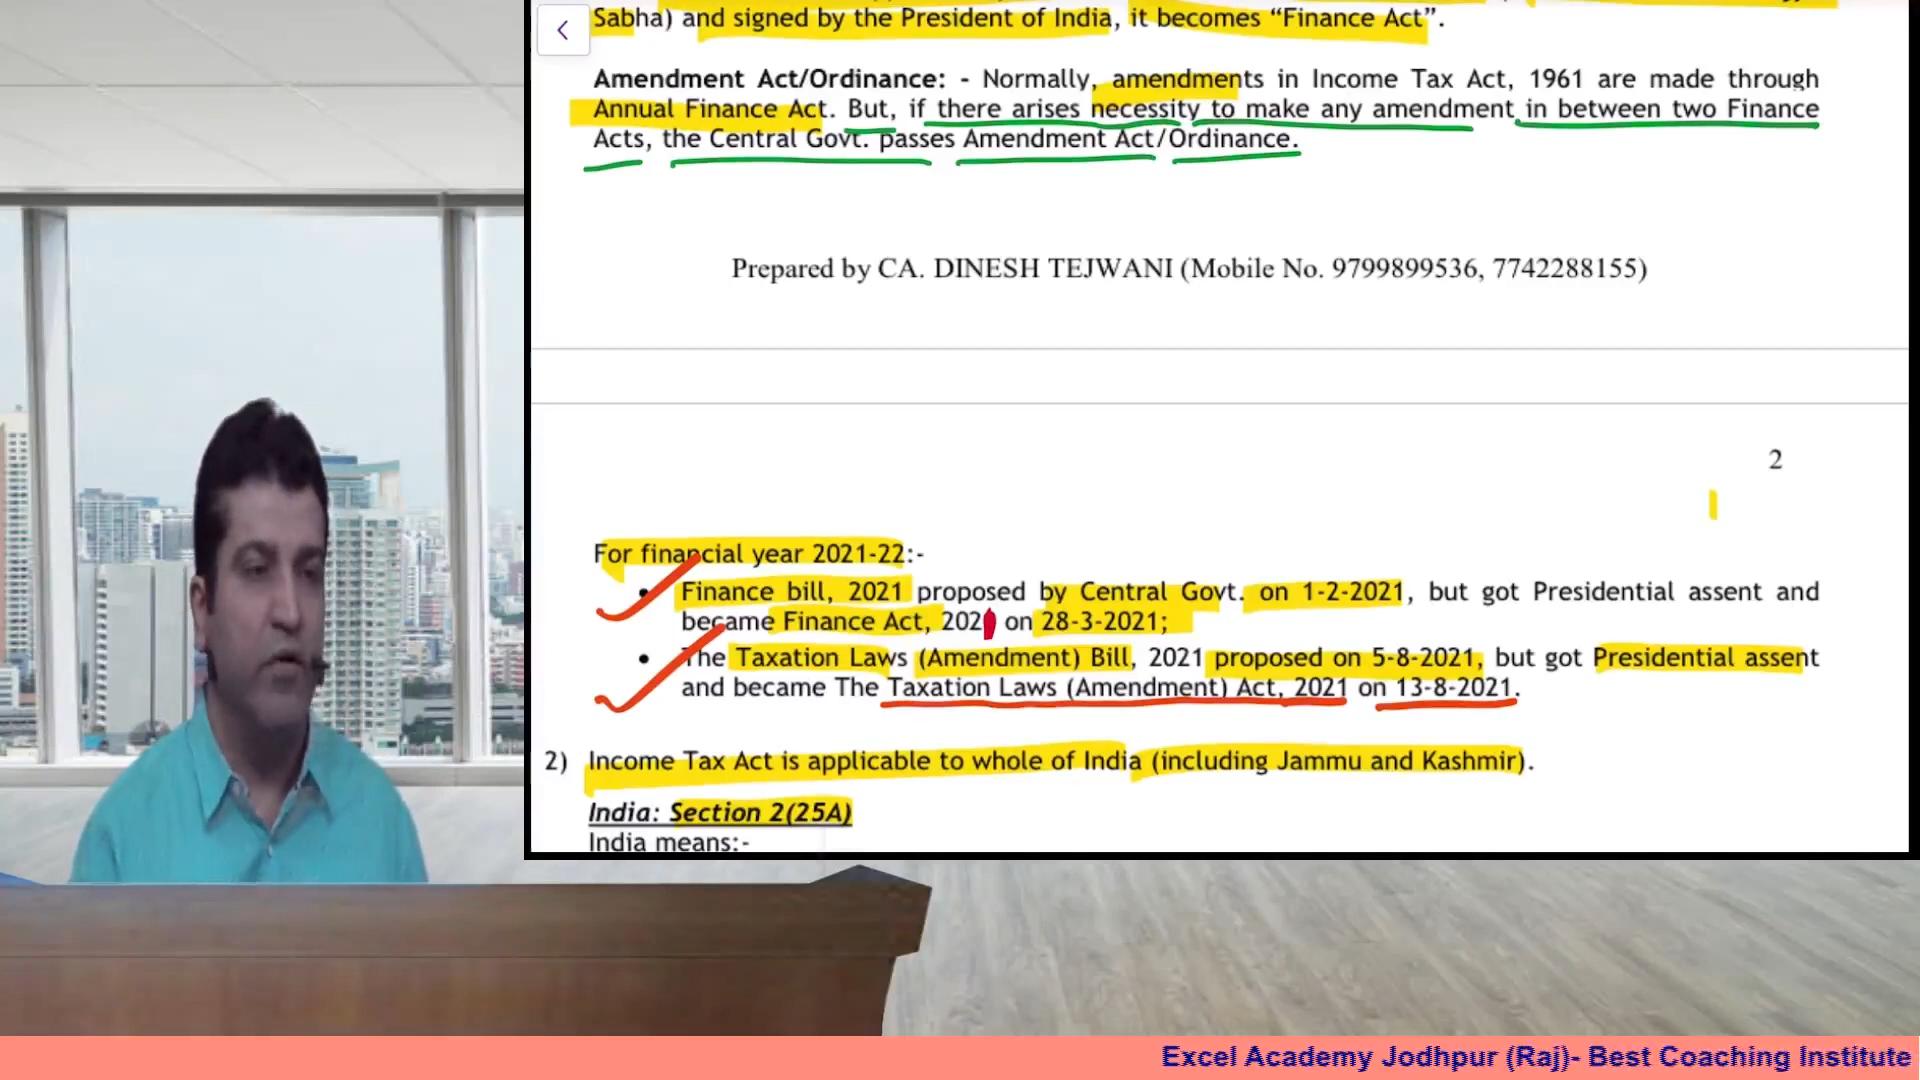 Sabha) and signed by the President of India, it becomes “Finance Act”.
Amendment Act/Ordinance: - Normally, amendments in Income Tax Act, 1961 are made through
Annual Finance Act. But, if there arises necessity to make any amendment in between two Finance
Acts, the Central Govt. passes Amendment Act/Ordinance.
Prepared by CA. DINESH TEJWANI (Mobile No. 9799899536, 7742288155)
2
For financial year 2021-22:-
• Finance bill, 2021 proposed by Central Govt. on 1-2-2021, but got Presidential assent and
became Finance Act, 2021 on 28-3-2021;
• The Taxation Laws (Amendment) Bill, 2021 proposed on 5-8-2021, but got Presidential assent
and became The Taxation Laws (Amendment) Act, 2021 on 13-8-2021.
2) Income Tax Act is applicable to whole of India (including Jammu and Kashmir).
India: Section 2(25A)
India means:-
Excel Academy Jodhpur (Raj)- Best Coaching Institute